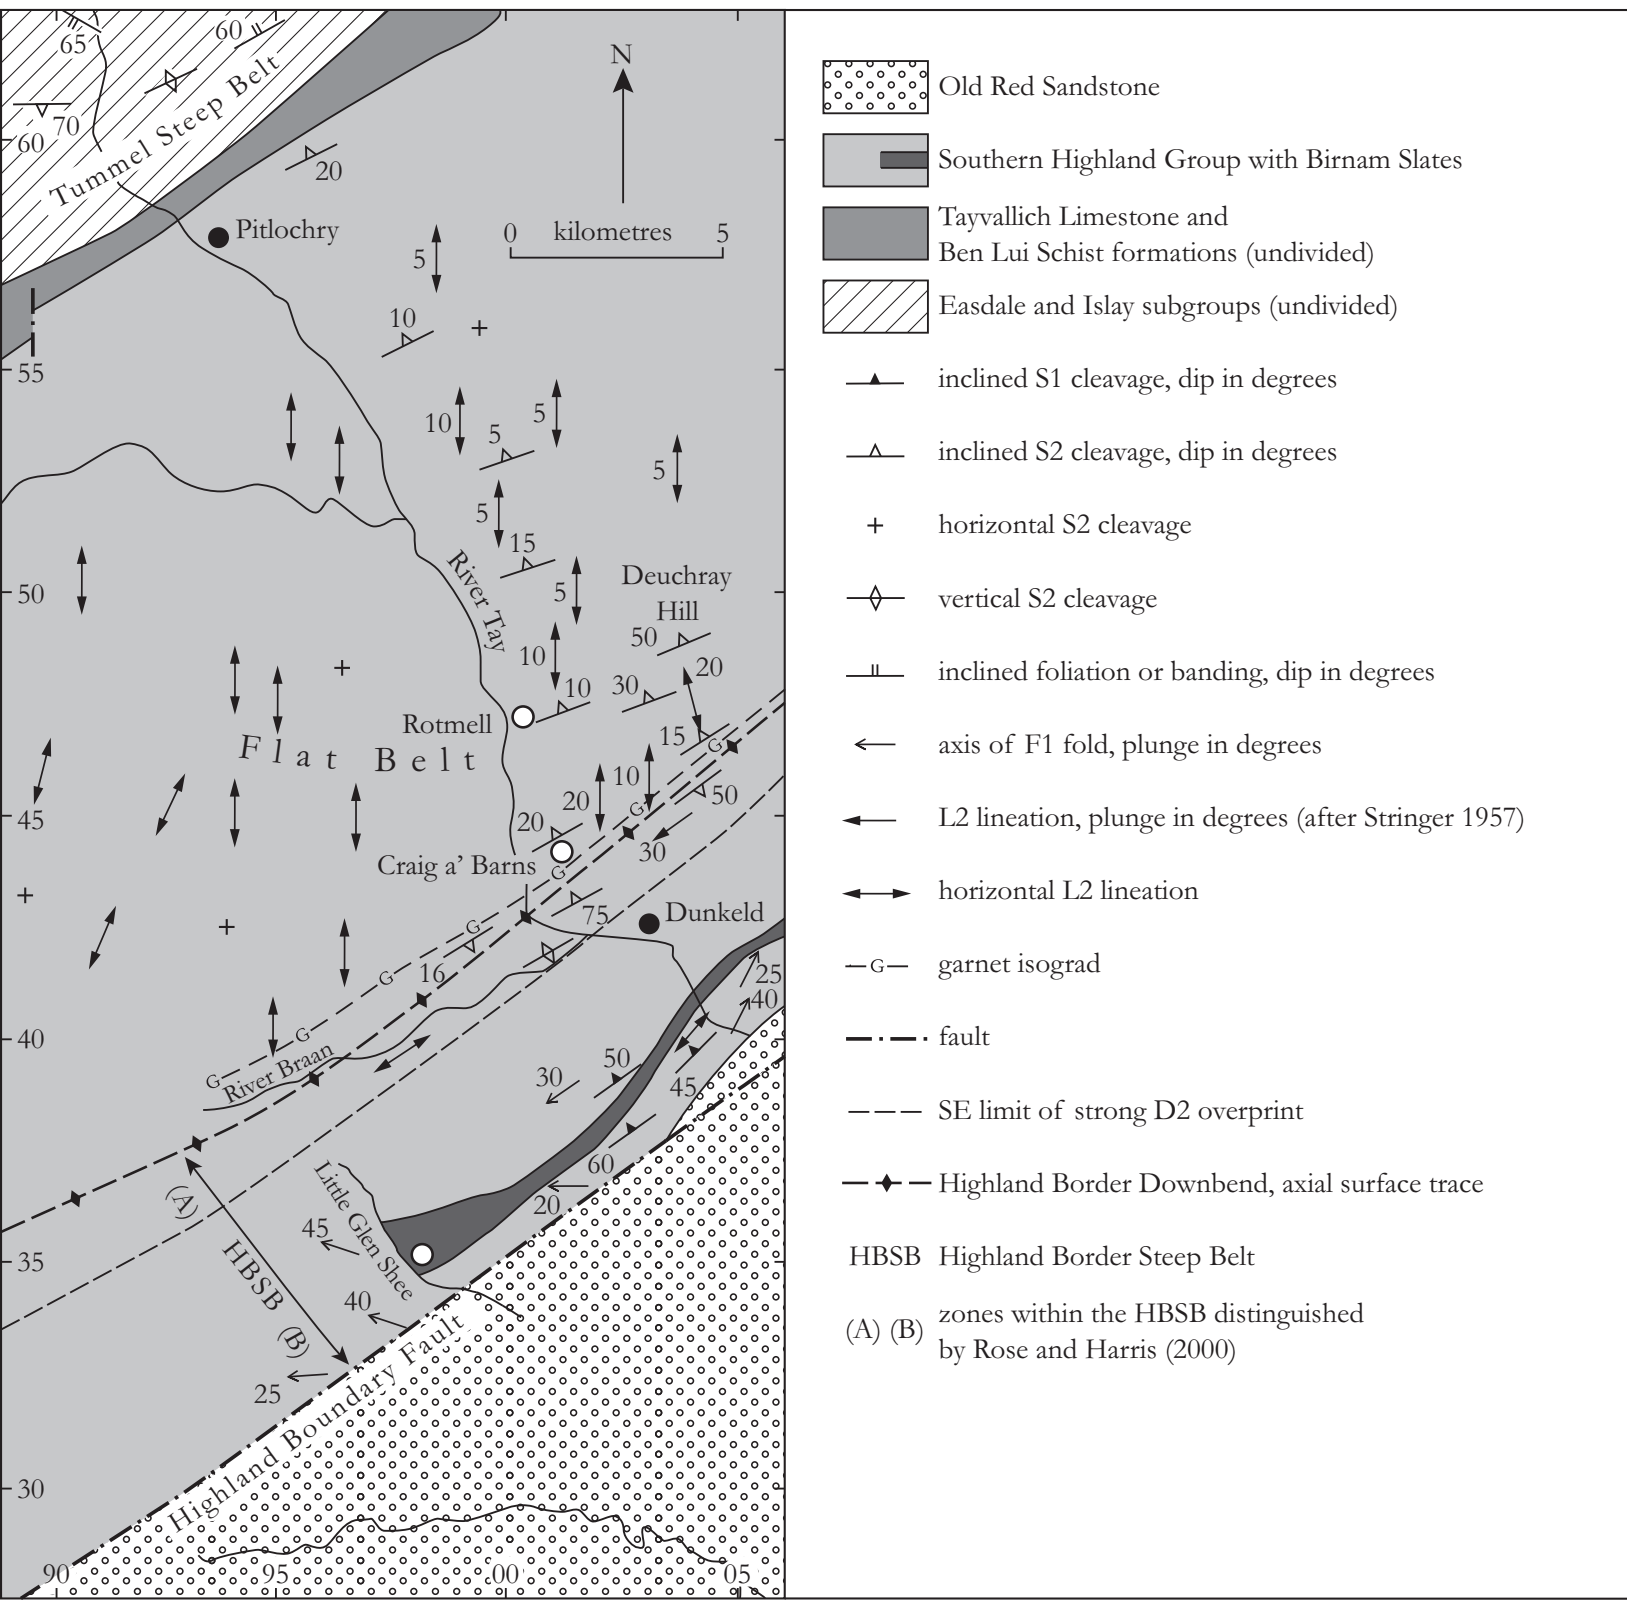 65
60
N
Tummel Steep Belt
70
60
20
Pitlochry
0 kilometres 5
5
10
55
10
5
5
5
5
15
River Tay
5
Deuchray
Hill
50
50
10
20
10
30
Rotmell
15
G
Flat Belt
10
50
20
G
45
20
30
Craig a' Barns
G
75
Dunkeld
G
16
G
25
40
G
40
River Braan
G
50
30
45
60
(A)
Little Glen Shee
20
45
35
HBSB
40
(B)
25
Highland Boundary Fault
30
90
95
00
05
Old Red Sandstone
Southern Highland Group with Birnam Slates
Tayvallich Limestone and
Ben Lui Schist formations (undivided)
Easdale and Islay subgroups (undivided)
inclined S1 cleavage, dip in degrees
inclined S2 cleavage, dip in degrees
horizontal S2 cleavage
vertical S2 cleavage
inclined foliation or banding, dip in degrees
axis of F1 fold, plunge in degrees
L2 lineation, plunge in degrees (after Stringer 1957)
horizontal L2 lineation
G garnet isograd
fault
SE limit of strong D2 overprint
Highland Border Downbend, axial surface trace
HBSB Highland Border Steep Belt
(A) (B) zones within the HBSB distinguished
by Rose and Harris (2000)